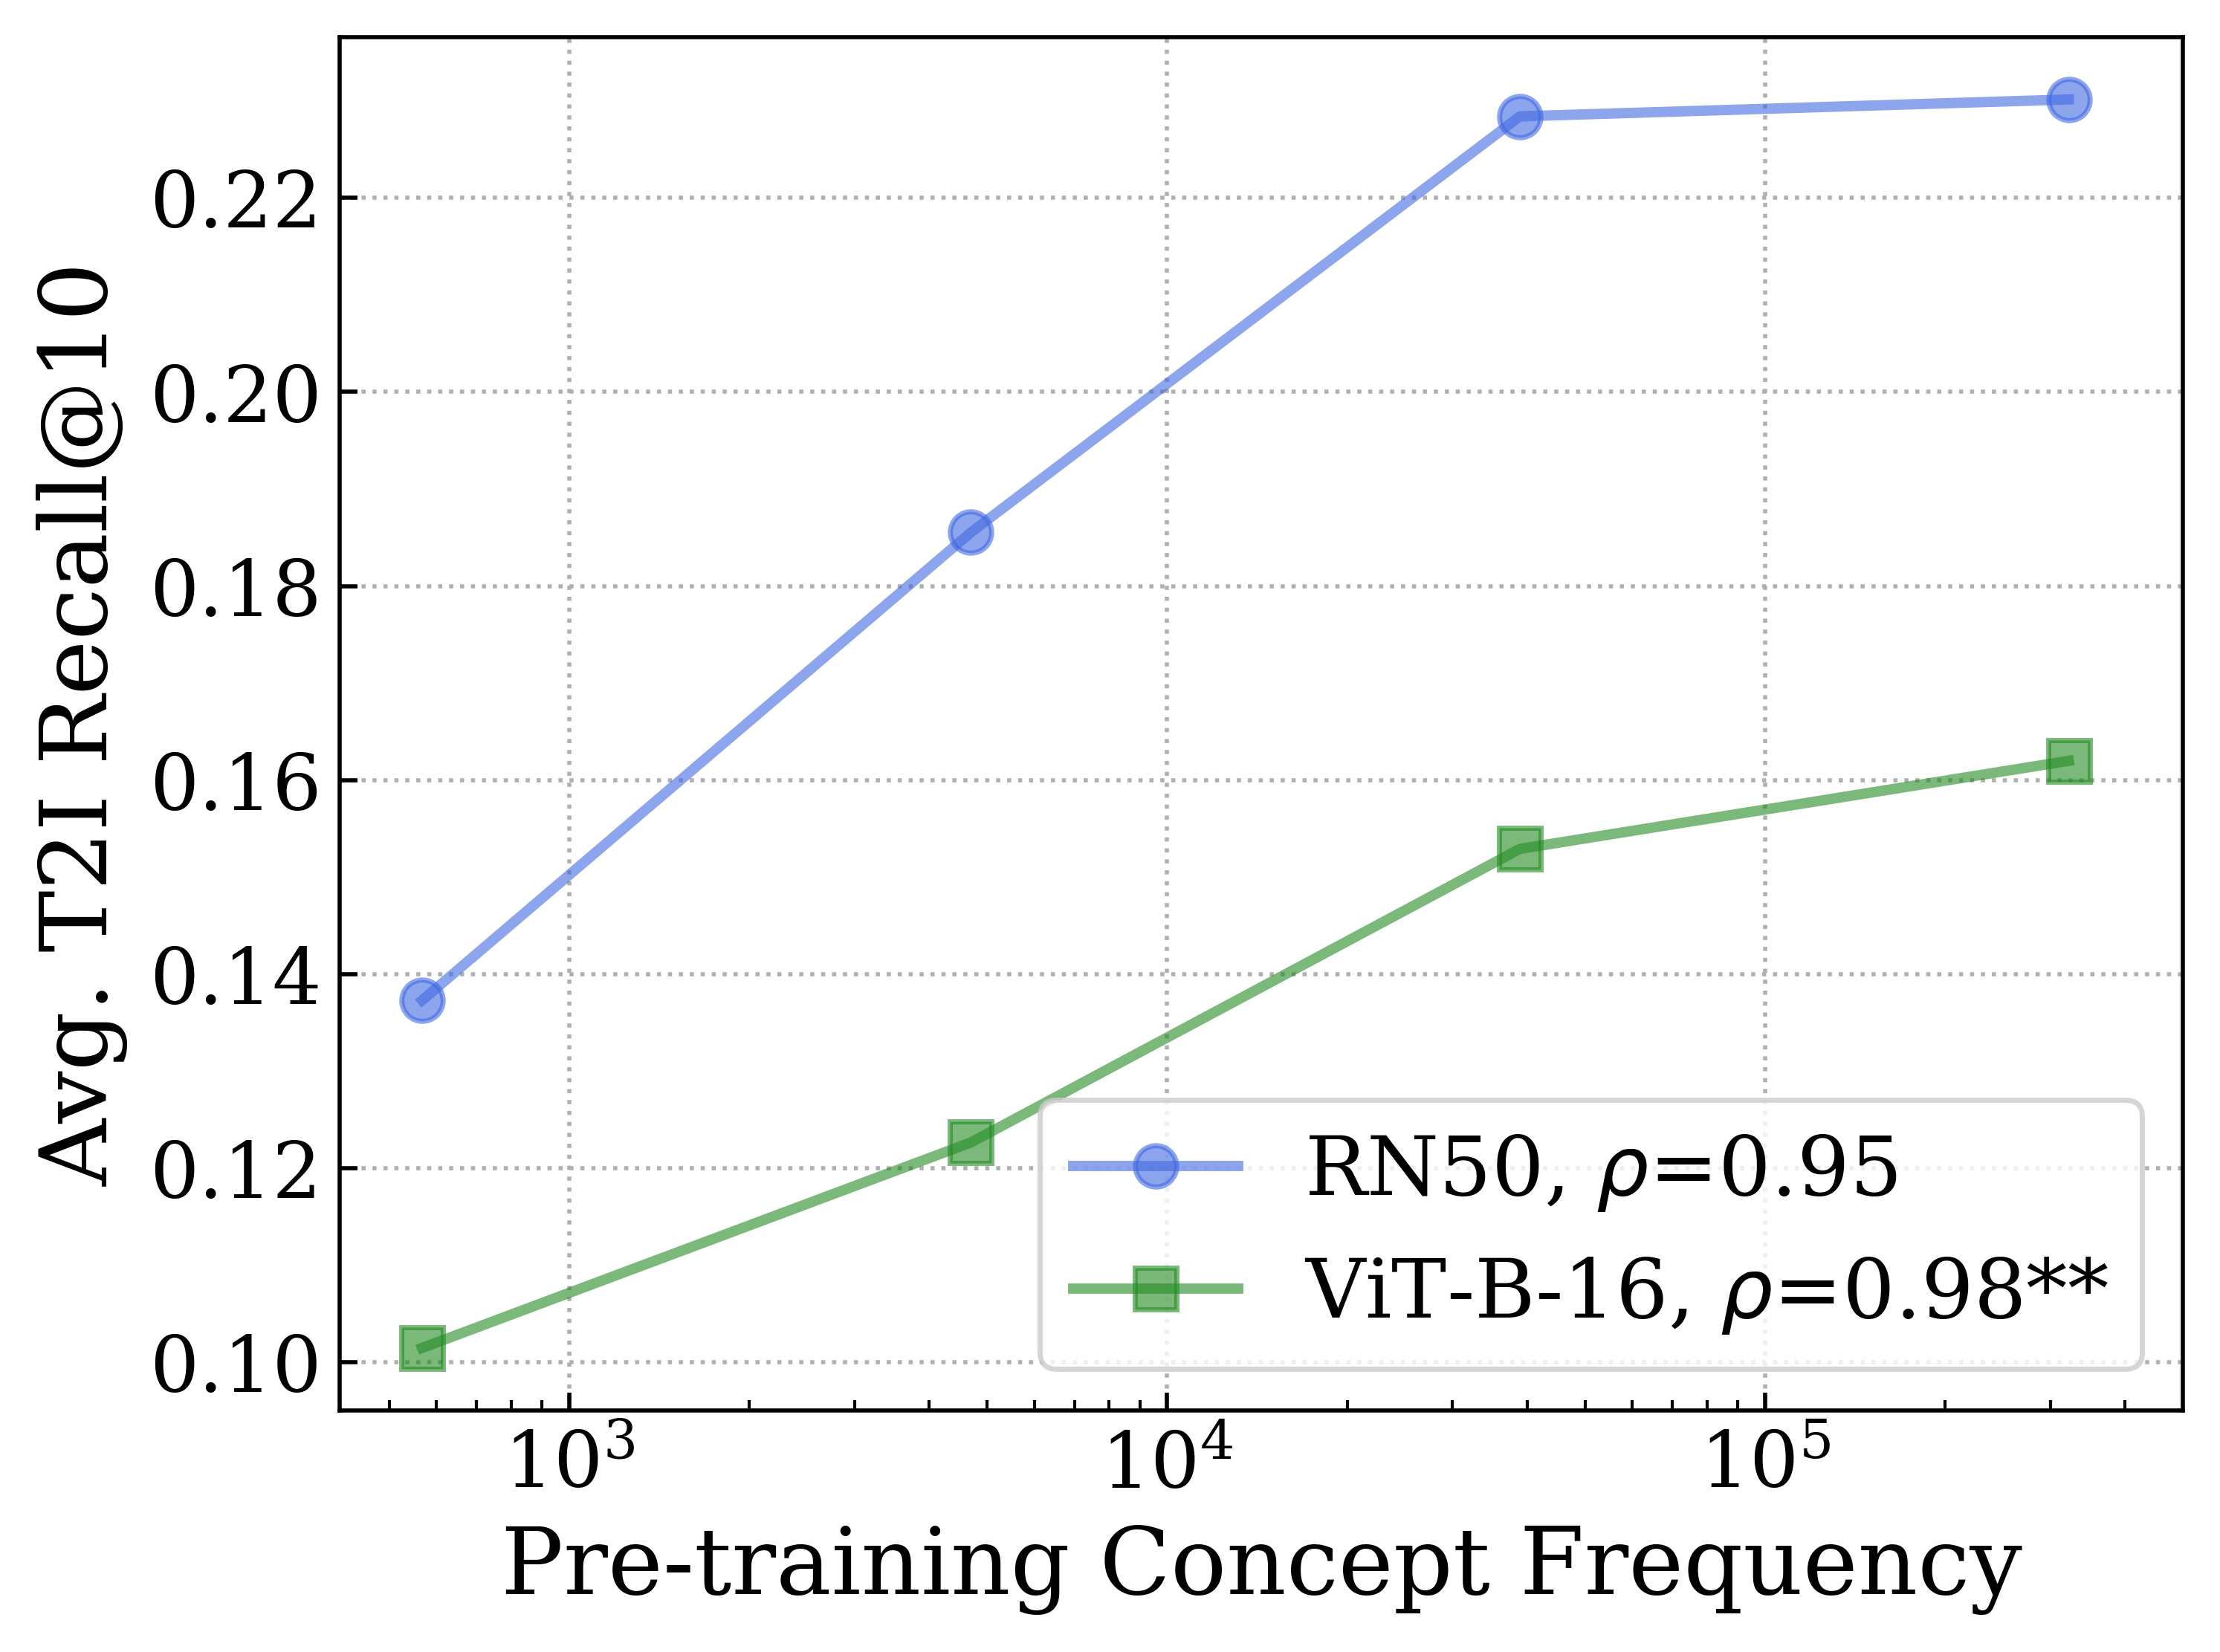 Avg. T2I Recall@10
0.22
0.20
0.18
0.16
0.14
0.12
0.10
RN50, ρ=0.95
ViT-B-16, ρ=0.98**
10³
10⁴
10⁵
Pre-training Concept Frequency